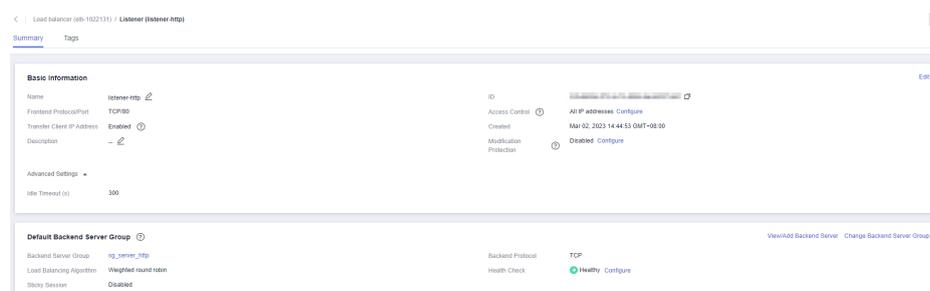 Load balancer (elb-1022131) / Listener (listener-http)
Summary Tags
Basic Information Edit
Name listener-http ID
Frontend Protocol/Port TCP/80 Access Control All IP addresses Configure
Transfer Client IP Address Enabled Created Mar 02, 2023 14:44:53 GMT+08:00
Description -- Modification Protection Disabled Configure
Advanced Settings
Idle Timeout (s) 300
Default Backend Server Group View/Add Backend Server Change Backend Server Group
Backend Server Group sg_server_http Backend Protocol TCP
Load Balancing Algorithm Weighted round robin Health Check Healthy Configure
Sticky Session Disabled